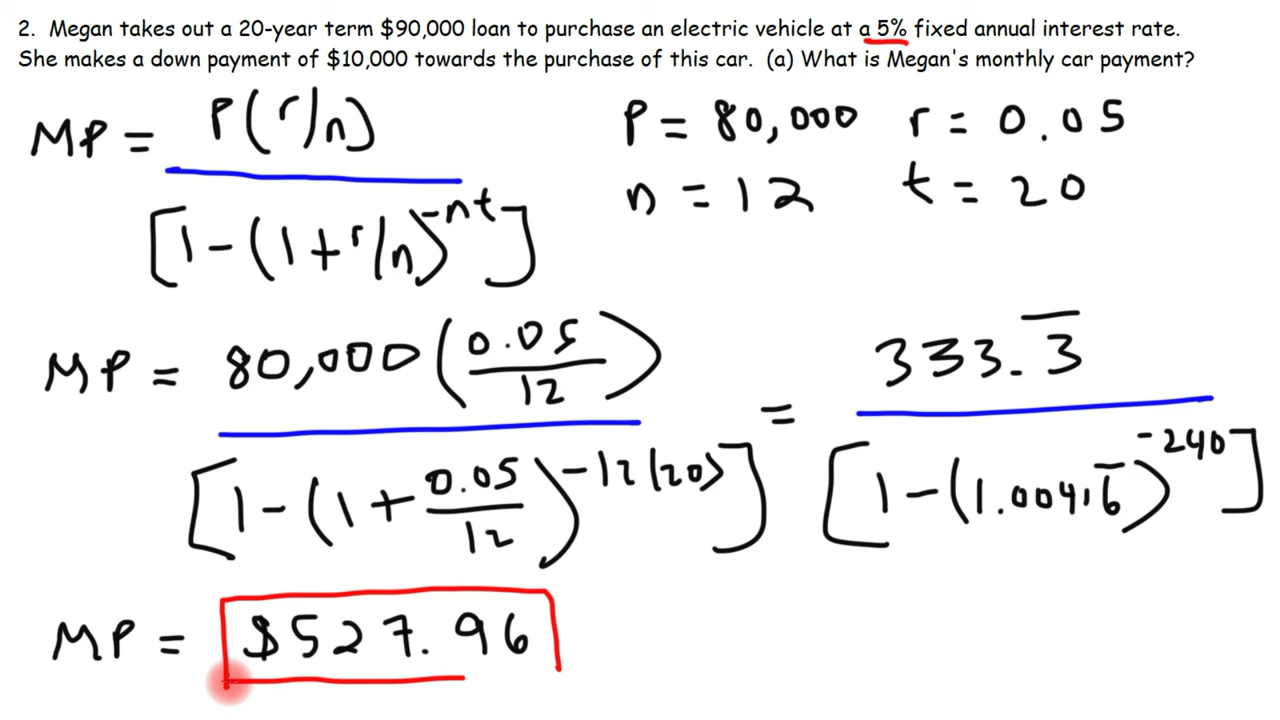 2. Megan takes out a 20-year term $90,000 loan to purchase an electric vehicle at a 5% fixed annual interest rate.
She makes a down payment of $10,000 towards the purchase of this car. (a) What is Megan's monthly car payment?
MP = P(r/n) / [1-(1+r/n)^-nt]
P = 80,000 r = 0.05
n = 12 t = 20
MP = 80,000(0.05/12) / [1-(1+0.05/12)^-12(20)] = 333.3̅ / [1-(1.00416̅)^-240]
MP = $527.96